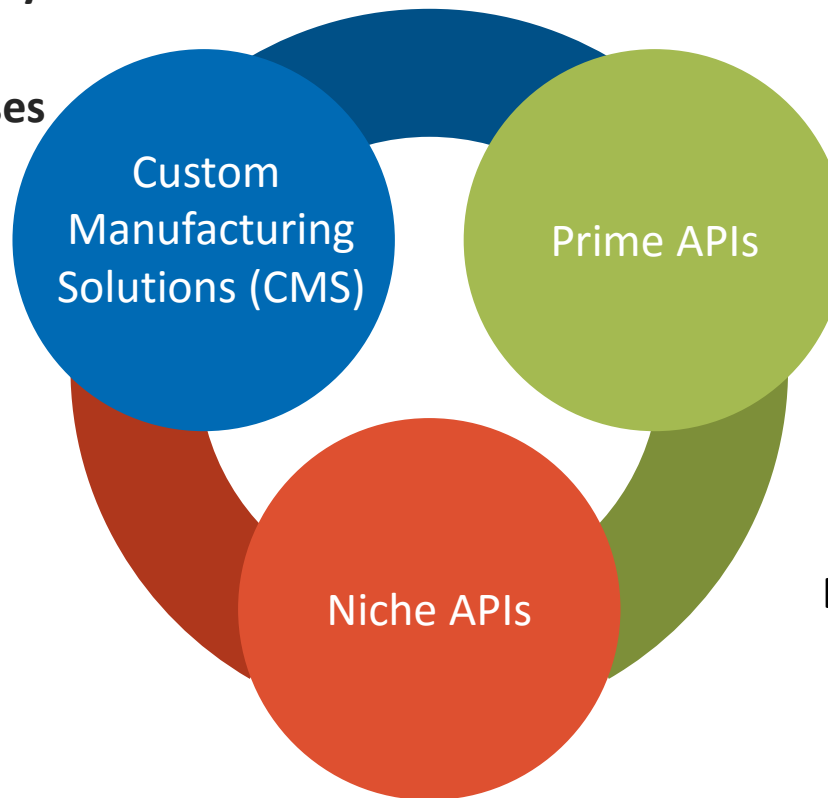 Custom
Manufacturing
Solutions (CMS)
Prime APIs
Niche APIs